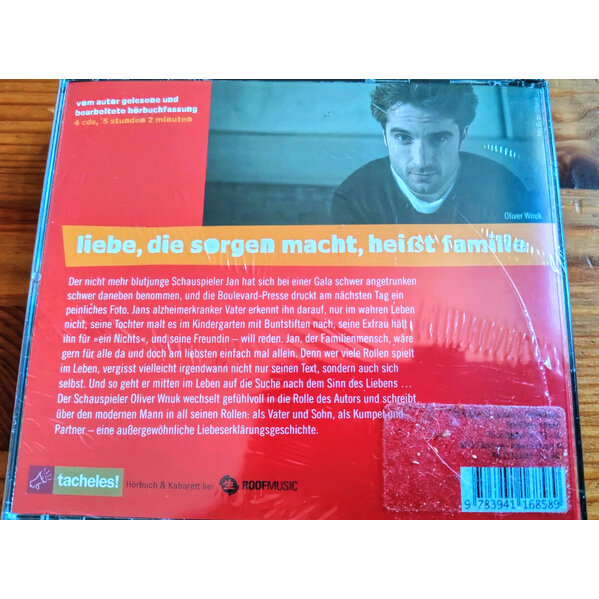 vom autor gelesene und
bearbeitete hörbuchfassung
4 cds, 5 stunden 2 minuten
Oliver Wnuk
liebe, die sorgen macht, heißt familie.
Der nicht mehr blutjunge Schauspieler Jan hat sich bei einer Gala schwer angetrunken
schwer daneben benommen, und die Boulevard-Presse druckt am nächsten Tag ein
peinliches Foto. Jans alzheimerkranker Vater erkennt ihn darauf, nur im wahren Leben
nicht; seine Tochter malt es im Kindergarten mit Buntstiften nach, seine Exfrau hält
ihn für »ein Nichts«, und seine Freundin – will reden. Jan, der Familienmensch, wäre
gern für alle da und doch am liebsten einfach mal allein. Denn wer viele Rollen spielt
im Leben, vergisst vielleicht irgendwann nicht nur seinen Text, sondern auch sich
selbst. Und so geht er mitten im Leben auf die Suche nach dem Sinn des Liebens ...
Der Schauspieler Oliver Wnuk wechselt gefühlvoll in die Rolle des Autors und schreibt
über den modernen Mann in all seinen Rollen: als Vater und Sohn, als Kumpel und
Partner – eine außergewöhnliche Liebeserklärungsgeschichte.
tacheles!
Hörbuch & Kabarett bei
ROOFMUSIC
9 783941 168589